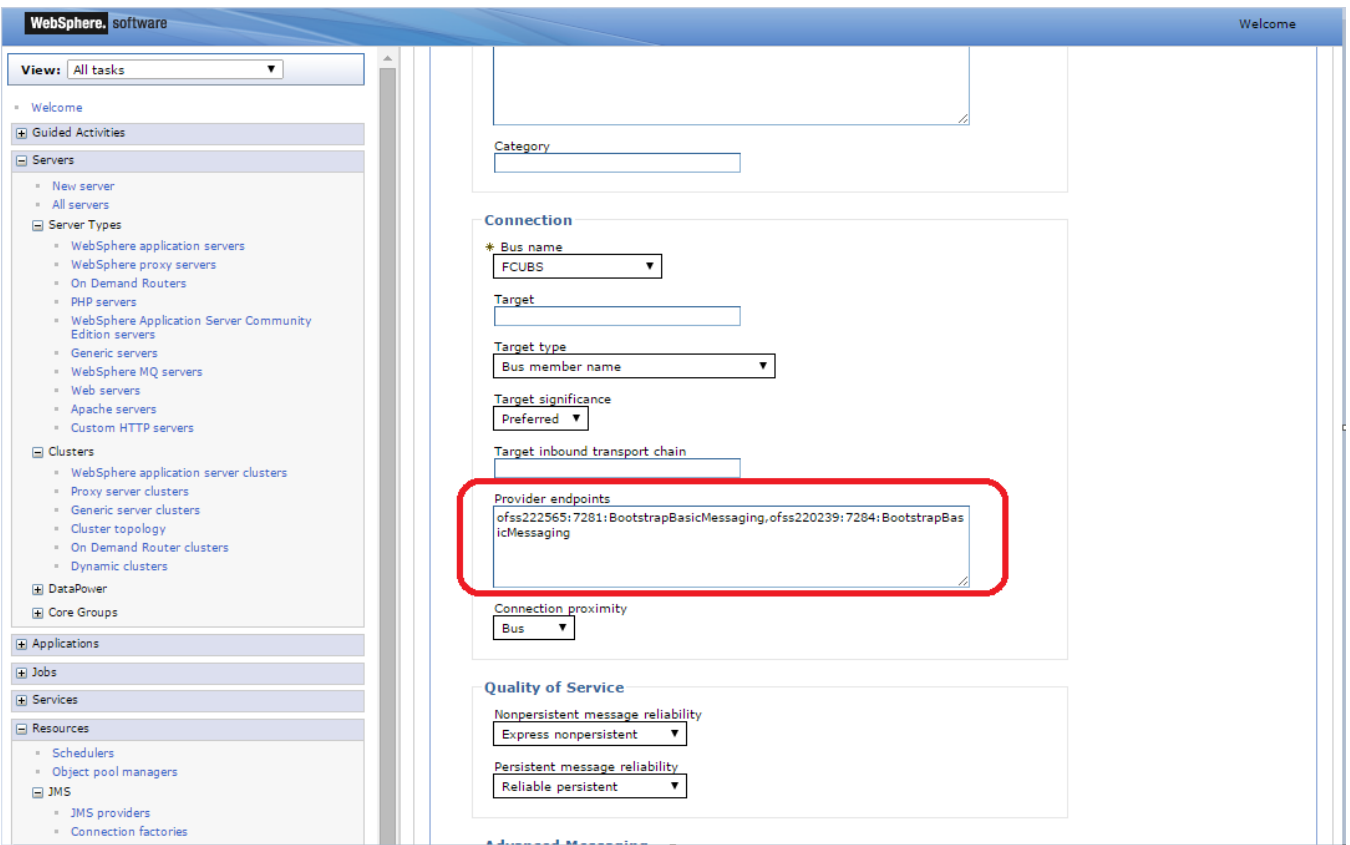 WebSphere. software
Welcome
View: All tasks
Welcome
Guided Activities
Servers
New server
All servers
Server Types
WebSphere application servers
WebSphere proxy servers
On Demand Routers
PHP servers
WebSphere Application Server Community
Edition servers
Generic servers
WebSphere MQ servers
Web servers
Apache servers
Custom HTTP servers
Clusters
WebSphere application server clusters
Proxy server clusters
Generic server clusters
Cluster topology
On Demand Router clusters
Dynamic clusters
DataPower
Core Groups
Applications
Jobs
Services
Resources
Schedulers
Object pool managers
JMS
JMS providers
Connection factories
Category
Connection
* Bus name
FCUBS
Target
Target type
Bus member name
Target significance
Preferred
Target inbound transport chain
Provider endpoints
ofss222565:7281:BootstrapBasicMessaging,ofss220239:7284:BootstrapBas
icMessaging
Connection proximity
Bus
Quality of Service
Nonpersistent message reliability
Express nonpersistent
Persistent message reliability
Reliable persistent
Advanced Messaging